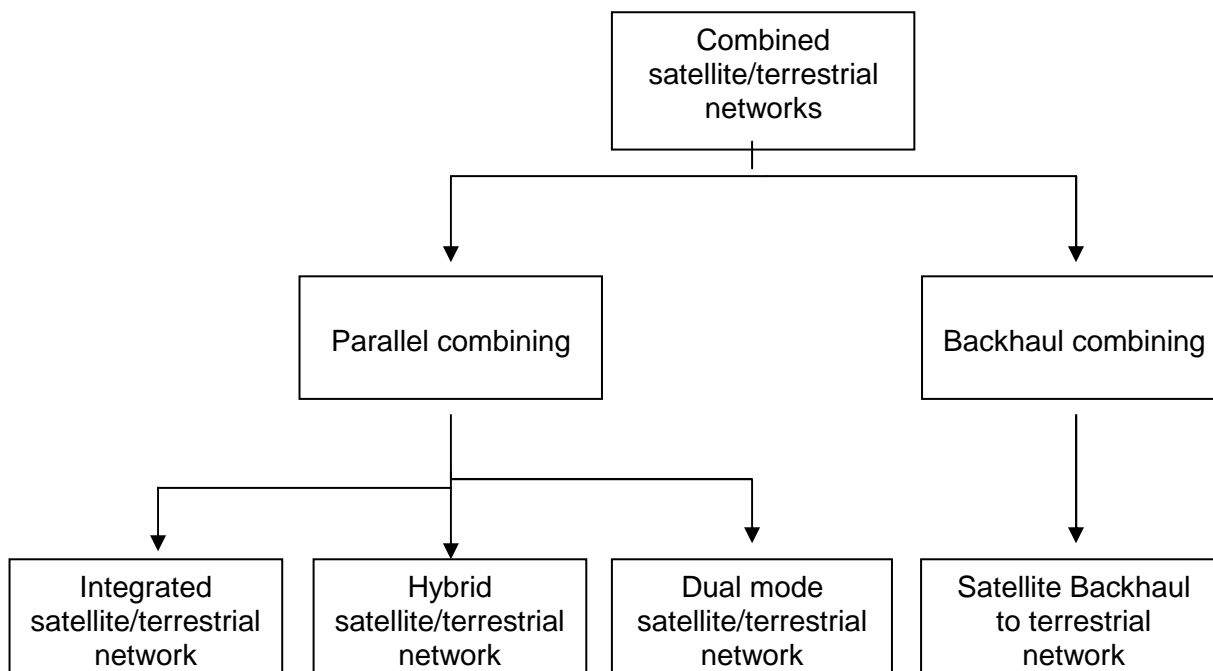 Combined
satellite/terrestrial
networks
Parallel combining
Backhaul combining
Integrated
satellite/terrestrial
network
Hybrid
satellite/terrestrial
network
Dual mode
satellite/terrestrial
network
Satellite Backhaul
to terrestrial
network